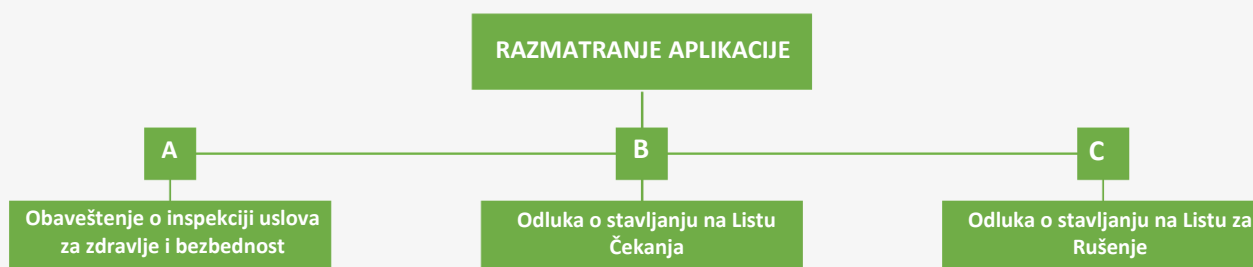 RAZMATRANJE APLIKACIJE
A
B
C
Obaveštenje o inspekciji uslova
za zdravlje i bezbednost
Odluka o stavljanju na Listu
Čekanja
Odluka o stavljanju na Listu za
Rušenje